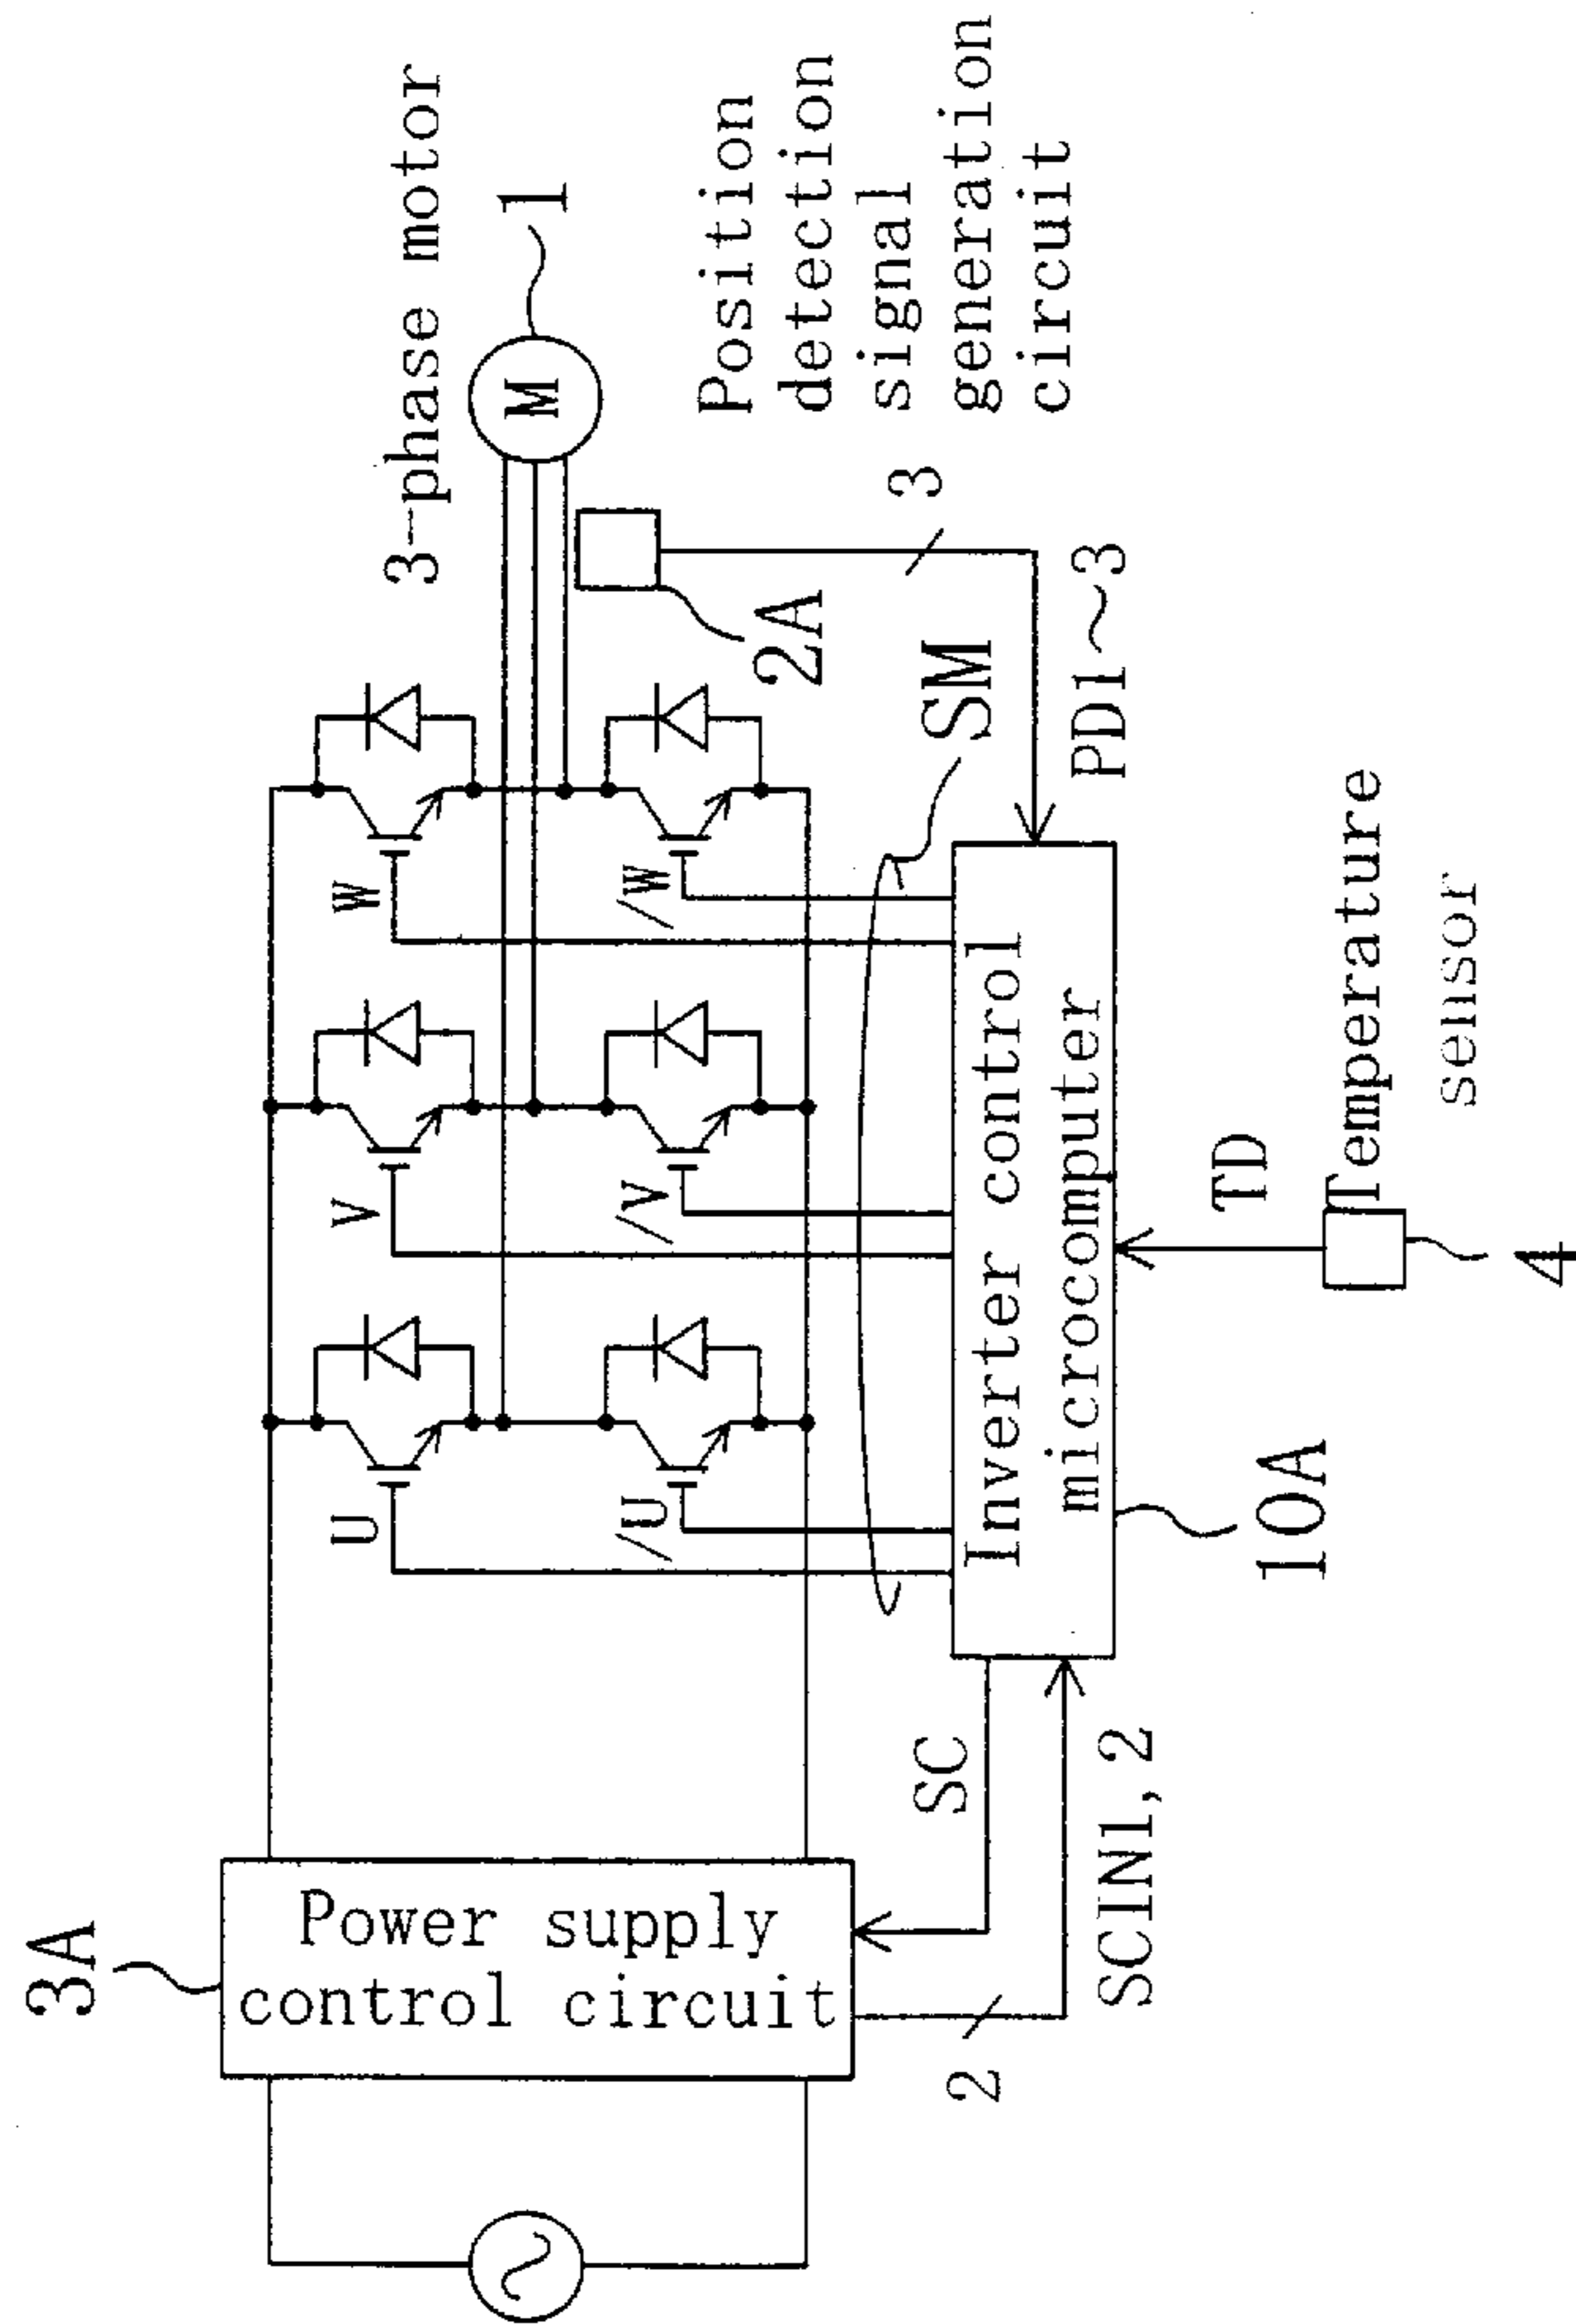 3A
Power supply
control circuit
3-phase motor
M
1
U
V
W
/U
/V
/W
2A
Position
detection
signal
generation
circuit
3
SM
PD1~3
SC
2
SCIN1, 2
Inverter control
microcomputer
10A
TD
Temperature
sensor
4